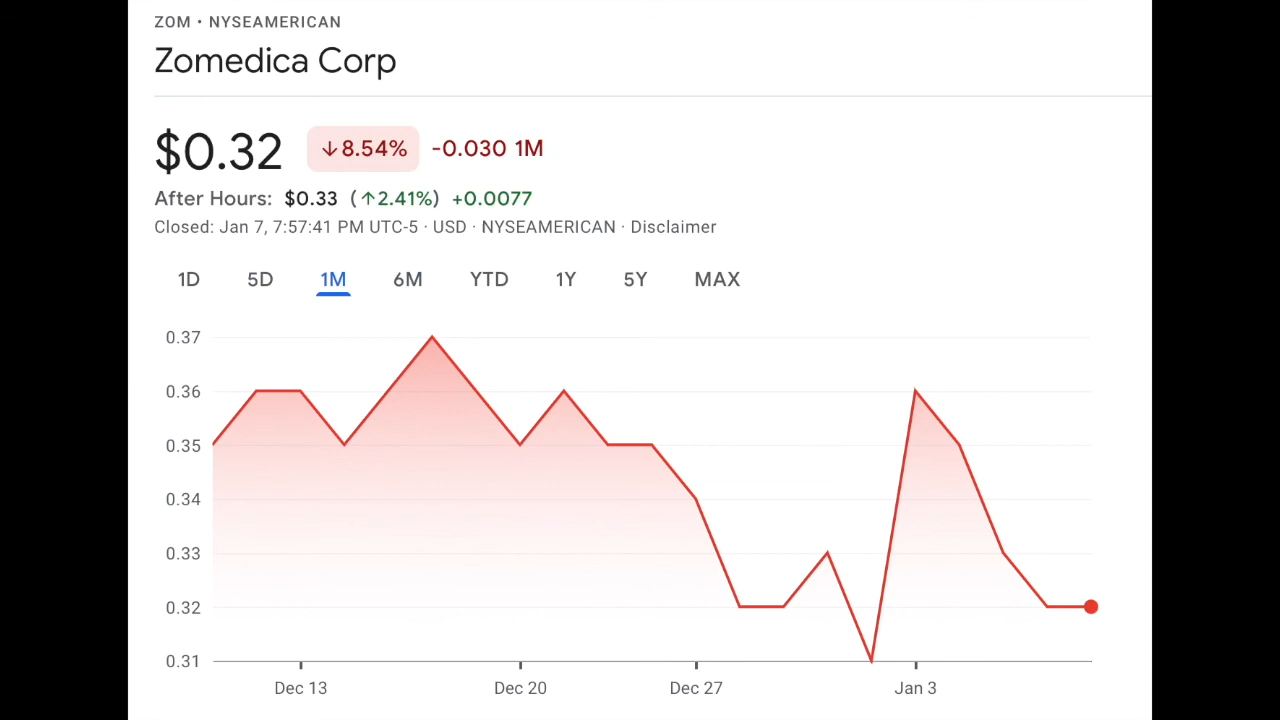 ZOM • NYSEAMERICAN
Zomedica Corp
$0.32 ↓8.54% -0.030 1M
After Hours: $0.33 (↑2.41%) +0.0077
Closed: Jan 7, 7:57:41 PM UTC-5 · USD · NYSEAMERICAN · Disclaimer
1D 5D 1M 6M YTD 1Y 5Y MAX
0.37
0.36
0.35
0.34
0.33
0.32
0.31
Dec 13 Dec 20 Dec 27 Jan 3